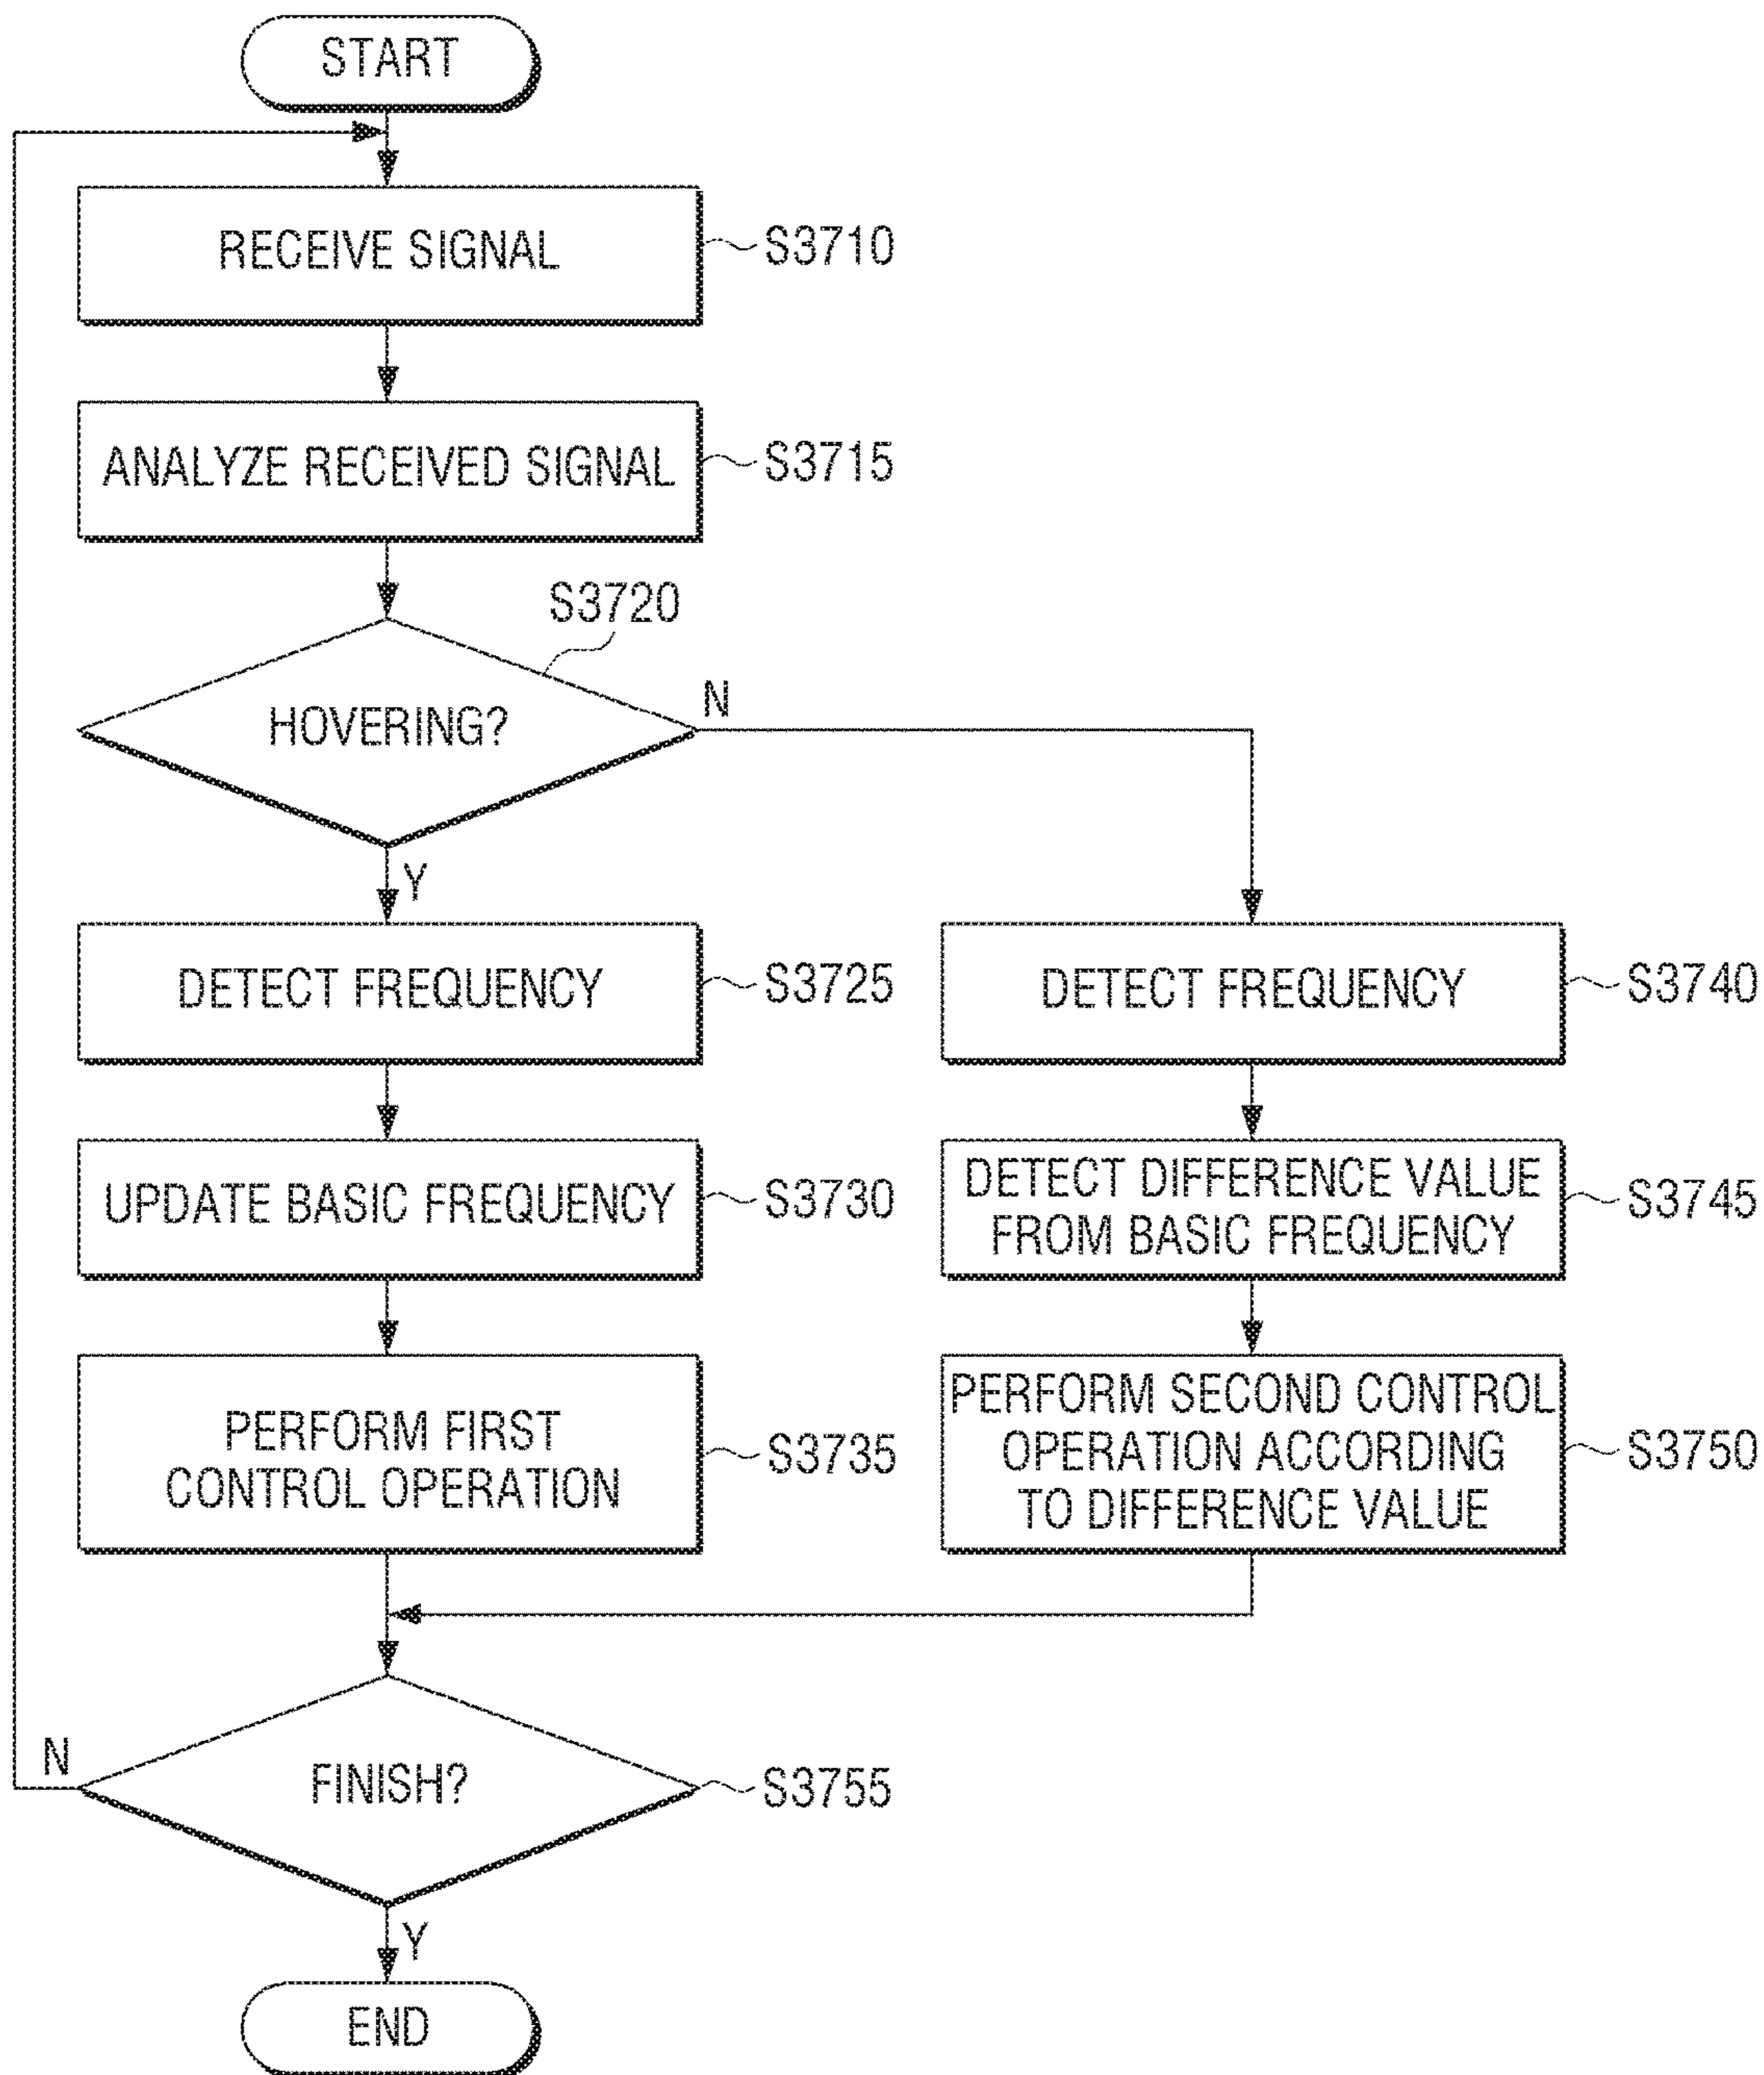 START
RECEIVE SIGNAL
S3710
ANALYZE RECEIVED SIGNAL
S3715
S3720
HOVERING?
N
Y
DETECT FREQUENCY
S3725
DETECT FREQUENCY
S3740
UPDATE BASIC FREQUENCY
S3730
DETECT DIFFERENCE VALUE
FROM BASIC FREQUENCY
S3745
PERFORM FIRST
CONTROL OPERATION
S3735
PERFORM SECOND CONTROL
OPERATION ACCORDING
TO DIFFERENCE VALUE
S3750
N
FINISH?
S3755
Y
END